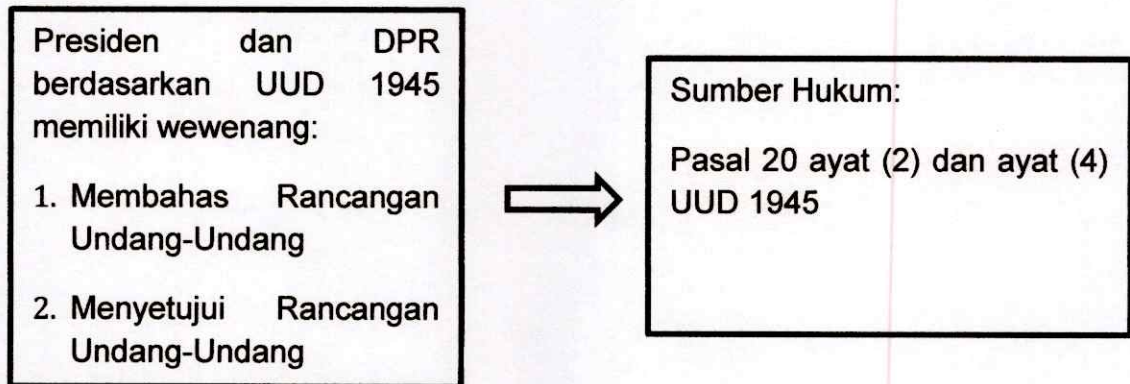 Presiden dan DPR
berdasarkan UUD 1945
memiliki wewenang:
1. Membahas Rancangan
Undang-Undang
2. Menyetujui Rancangan
Undang-Undang
Sumber Hukum:
Pasal 20 ayat (2) dan ayat (4)
UUD 1945